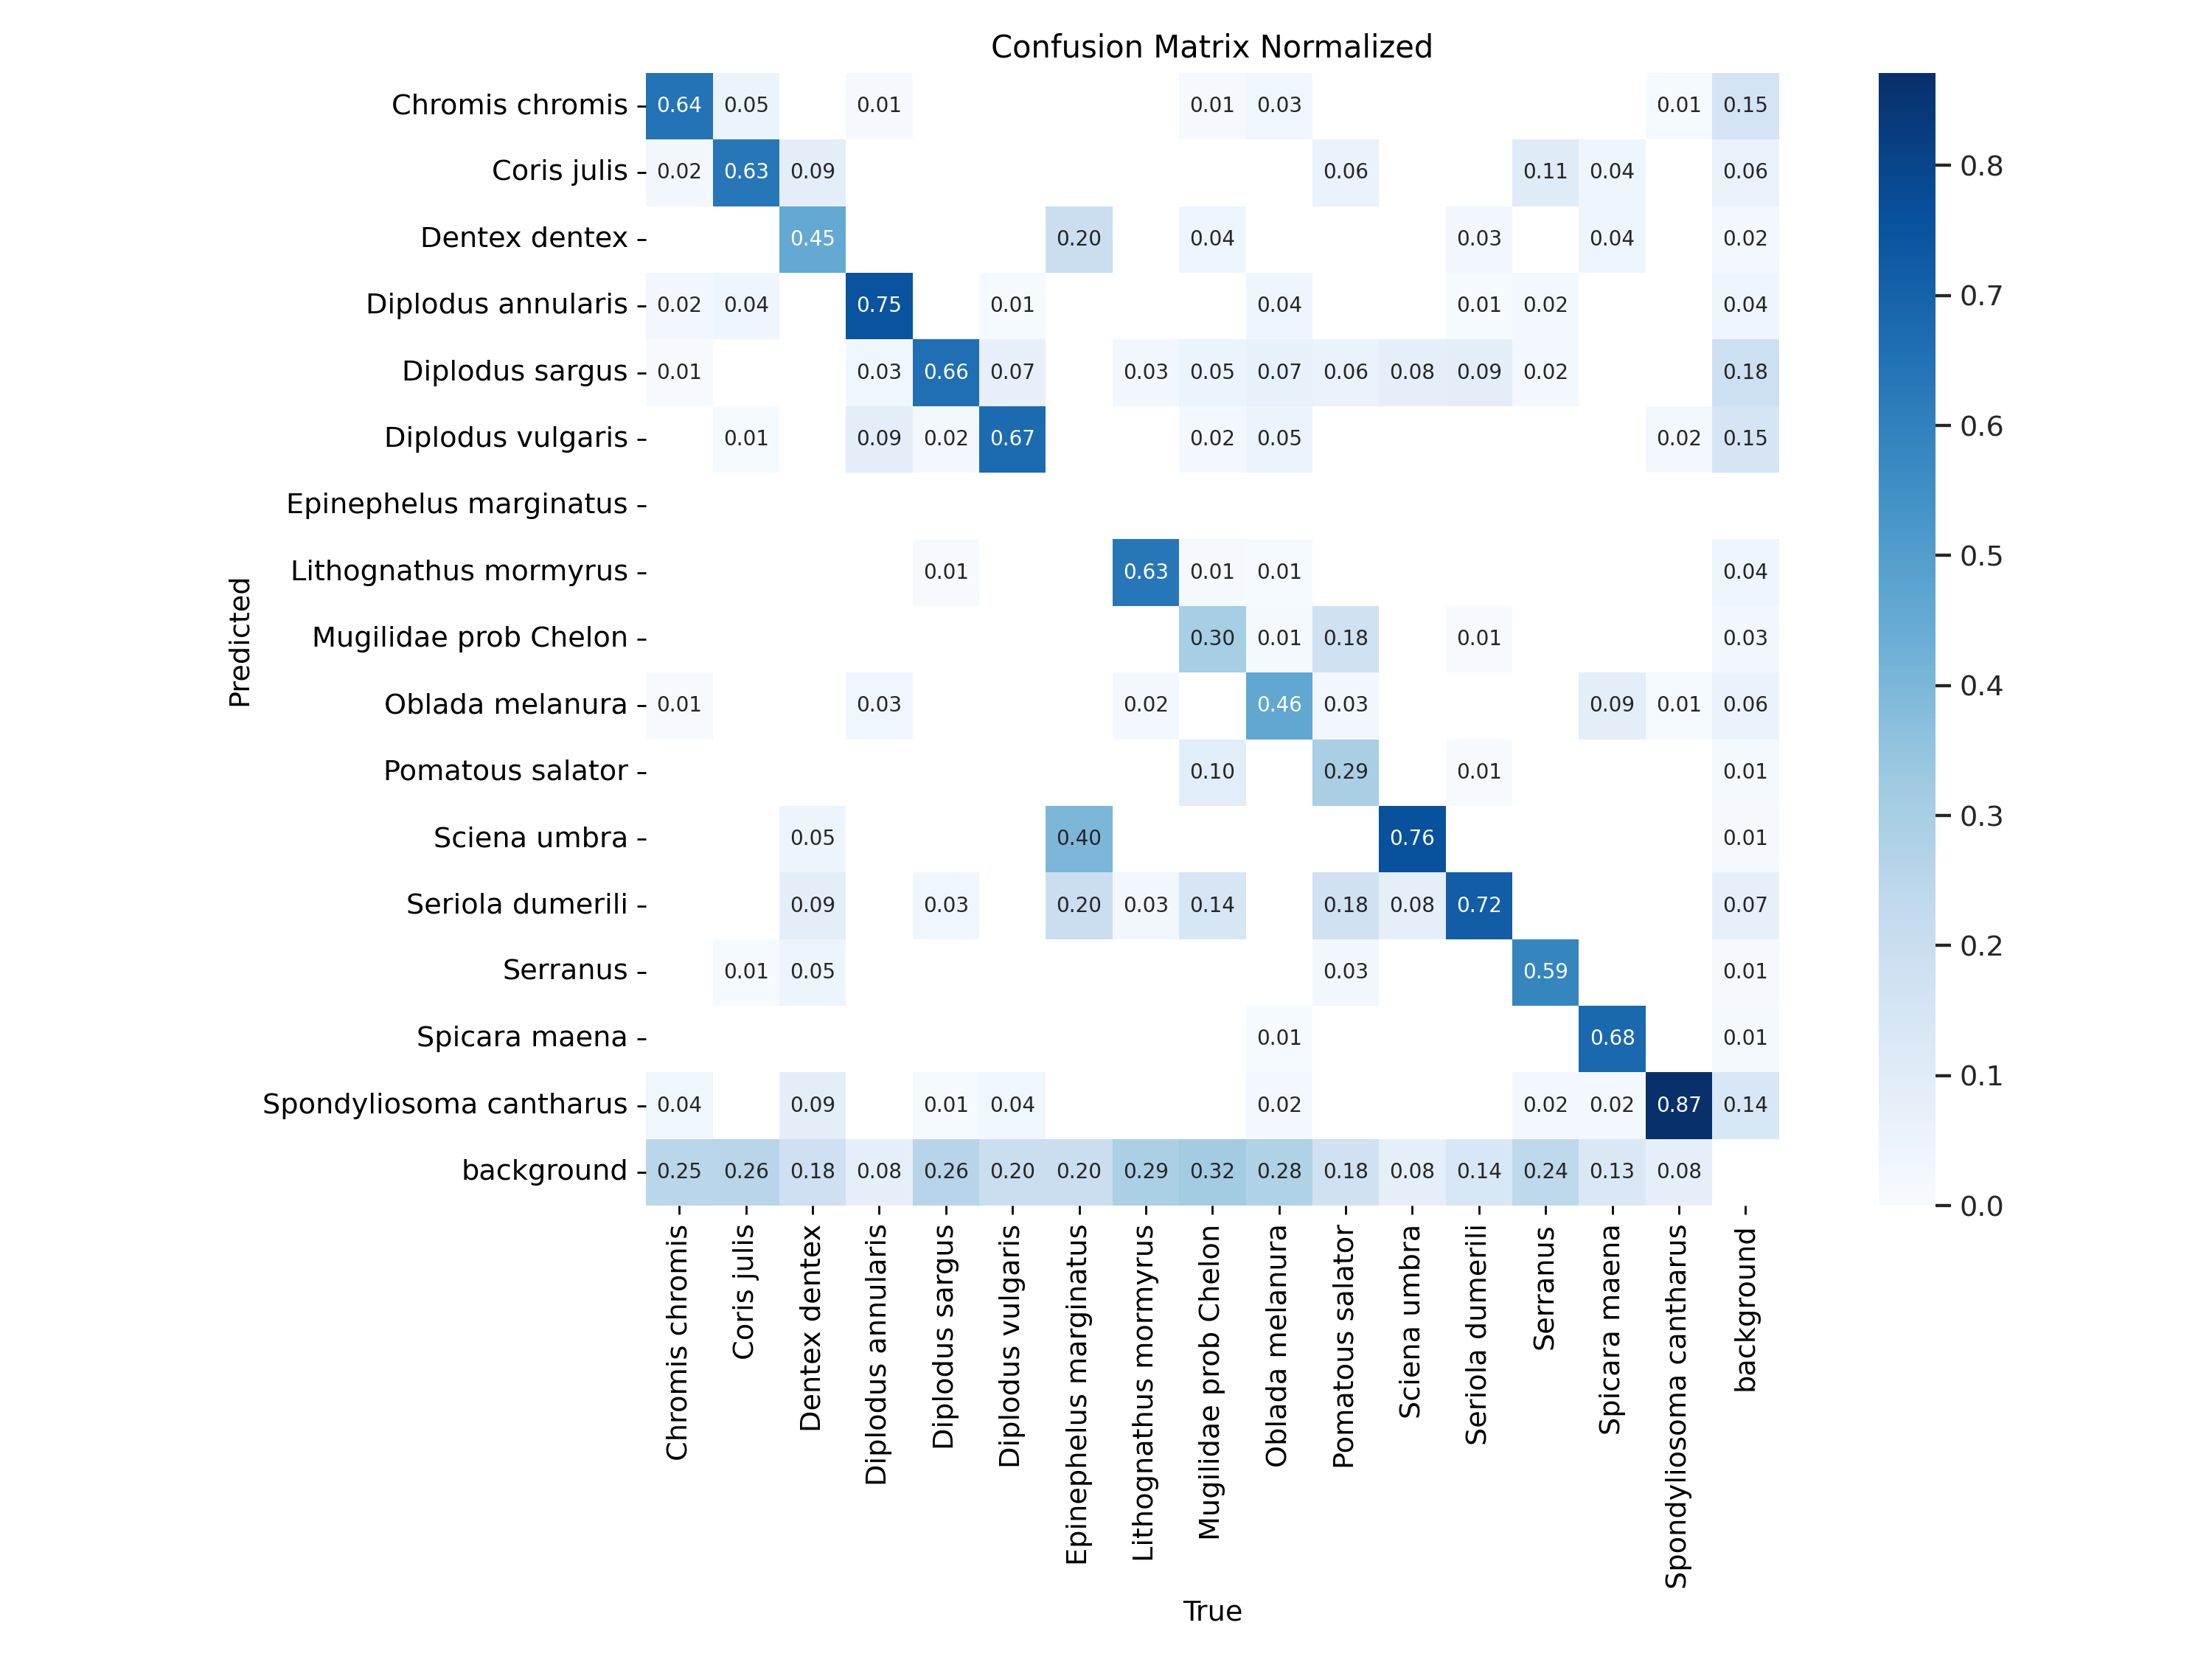 Confusion Matrix Normalized
Chromis chromis 0.64 0.05 0.01 0.01 0.03 0.01 0.15
Coris julis 0.02 0.63 0.09 0.06 0.11 0.04 0.06
Dentex dentex 0.45 0.20 0.04 0.03 0.04 0.02
Diplodus annularis 0.02 0.04 0.75 0.01 0.04 0.01 0.02 0.04
Diplodus sargus 0.01 0.03 0.66 0.07 0.03 0.05 0.07 0.06 0.08 0.09 0.02 0.18
Diplodus vulgaris 0.01 0.09 0.02 0.67 0.02 0.05 0.02 0.15
Epinephelus marginatus
Lithognathus mormyrus 0.01 0.63 0.01 0.01 0.04
Mugilidae prob Chelon 0.30 0.01 0.18 0.01 0.03
Oblada melanura 0.01 0.03 0.02 0.46 0.03 0.09 0.01 0.06
Pomatous salator 0.10 0.29 0.01 0.01
Sciena umbra 0.05 0.40 0.76 0.01
Seriola dumerili 0.09 0.03 0.20 0.03 0.14 0.18 0.08 0.72 0.07
Serranus 0.01 0.05 0.03 0.59 0.01
Spicara maena 0.01 0.68 0.01
Spondyliosoma cantharus 0.04 0.09 0.01 0.04 0.02 0.02 0.02 0.87 0.14
background 0.25 0.26 0.18 0.08 0.26 0.20 0.20 0.29 0.32 0.28 0.18 0.08 0.14 0.24 0.13 0.08
Predicted
Chromis chromis
Coris julis
Dentex dentex
Diplodus annularis
Diplodus sargus
Diplodus vulgaris
Epinephelus marginatus
Lithognathus mormyrus
Mugilidae prob Chelon
Oblada melanura
Pomatous salator
Sciena umbra
Seriola dumerili
Serranus
Spicara maena
Spondyliosoma cantharus
background
True
0.8
0.7
0.6
0.5
0.4
0.3
0.2
0.1
0.0